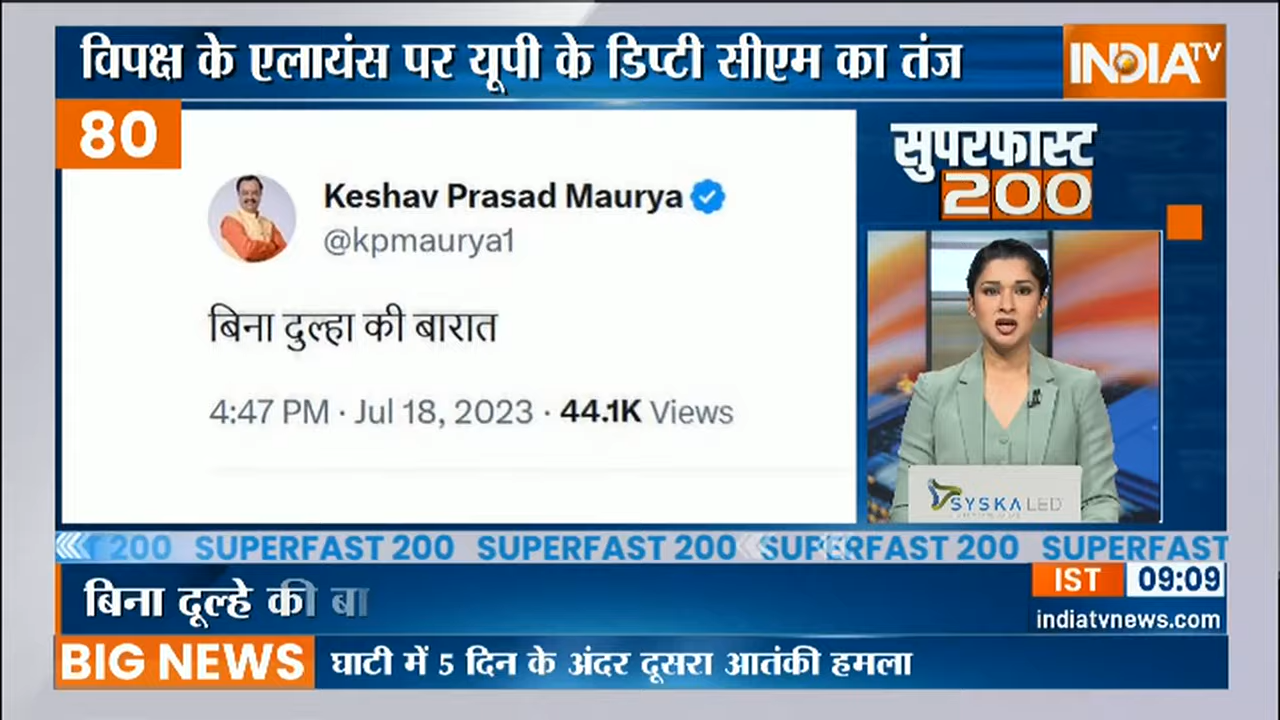 विपक्ष के एलायंस पर यूपी के डिप्टी सीएम का तंज
INDIA TV
80
सुपरफास्ट
200
Keshav Prasad Maurya
@kpmaurya1
बिना दुल्हा की बारात
4:47 PM · Jul 18, 2023 · 44.1K Views
SYSKA LED
200 SUPERFAST 200 SUPERFAST 200 SUPERFAST 200 SUPERFAST
बिना दूल्हे की बा
IST 09:09
indiatvnews.com
BIG NEWS घाटी में 5 दिन के अंदर दूसरा आतंकी हमला